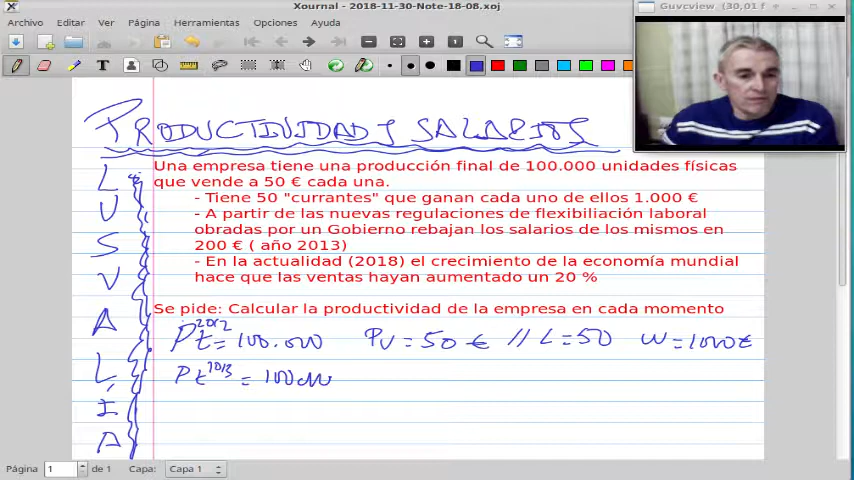 Xournal - 2018-11-30-Note-18-08.xoj
Guvcview, (30,01 f
Archivo Editar Ver Página Herramientas Opciones Ayuda
PRODUCTIVIDAD Y SALARIOS
Una empresa tiene una producción final de 100.000 unidades físicas
que vende a 50 € cada una.
- Tiene 50 "currantes" que ganan cada uno de ellos 1.000 €
- A partir de las nuevas regulaciones de flexibiliación laboral
obradas por un Gobierno rebajan los salarios de los mismos en
200 € ( año 2013)
- En la actualidad (2018) el crecimiento de la economía mundial
hace que las ventas hayan aumentado un 20 %
Se pide: Calcular la productividad de la empresa en cada momento
Pt 2012 = 100.000 PV = 50 € // L = 50 W = 1000 €
Pt 2013 = 100.000
L
U
S
V
A
L
Í
A
Página 1 de 1 Capa: Capa 1